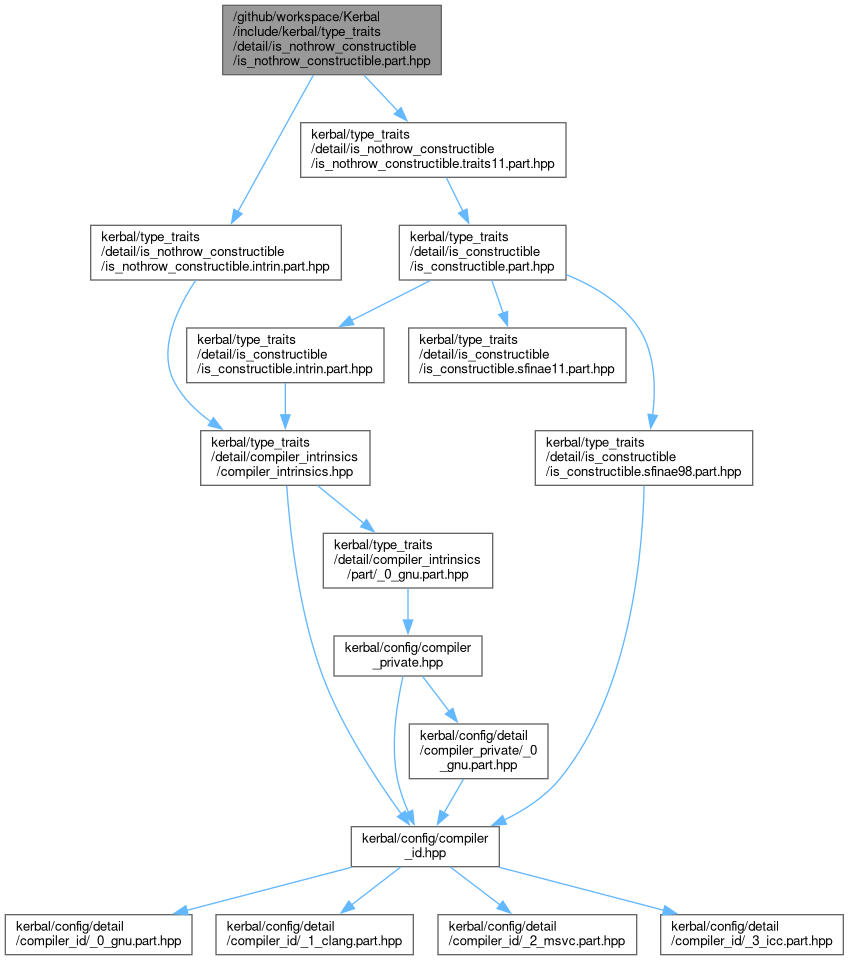 /github/workspace/Kerbal
/include/kerbal/type_traits
/detail/is_nothrow_constructible
/is_nothrow_constructible.part.hpp
kerbal/type_traits
/detail/is_nothrow_constructible
/is_nothrow_constructible.traits11.part.hpp
kerbal/type_traits
/detail/is_nothrow_constructible
/is_nothrow_constructible.intrin.part.hpp
kerbal/type_traits
/detail/is_constructible
/is_constructible.part.hpp
kerbal/type_traits
/detail/is_constructible
/is_constructible.intrin.part.hpp
kerbal/type_traits
/detail/is_constructible
/is_constructible.sfinae11.part.hpp
kerbal/type_traits
/detail/compiler_intrinsics
/compiler_intrinsics.hpp
kerbal/type_traits
/detail/is_constructible
/is_constructible.sfinae98.part.hpp
kerbal/type_traits
/detail/compiler_intrinsics
/part/_0_gnu.part.hpp
kerbal/config/compiler
_private.hpp
kerbal/config/detail
/compiler_private/_0
_gnu.part.hpp
kerbal/config/compiler
_id.hpp
kerbal/config/detail
/compiler_id/_0_gnu.part.hpp
kerbal/config/detail
/compiler_id/_1_clang.part.hpp
kerbal/config/detail
/compiler_id/_2_msvc.part.hpp
kerbal/config/detail
/compiler_id/_3_icc.part.hpp